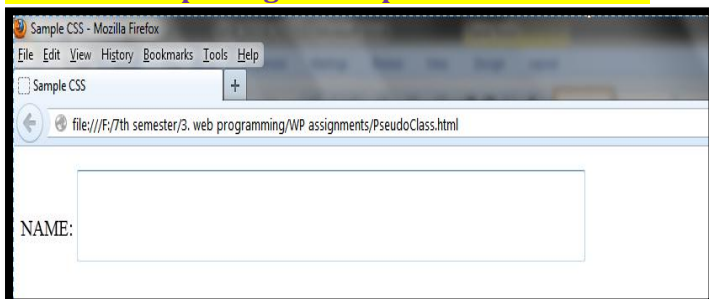 Sample CSS - Mozilla Firefox
File Edit View History Bookmarks Tools Help
Sample CSS +
file:///F:/7th semester/3. web programming/WP assignments/PseudoClass.html
NAME: